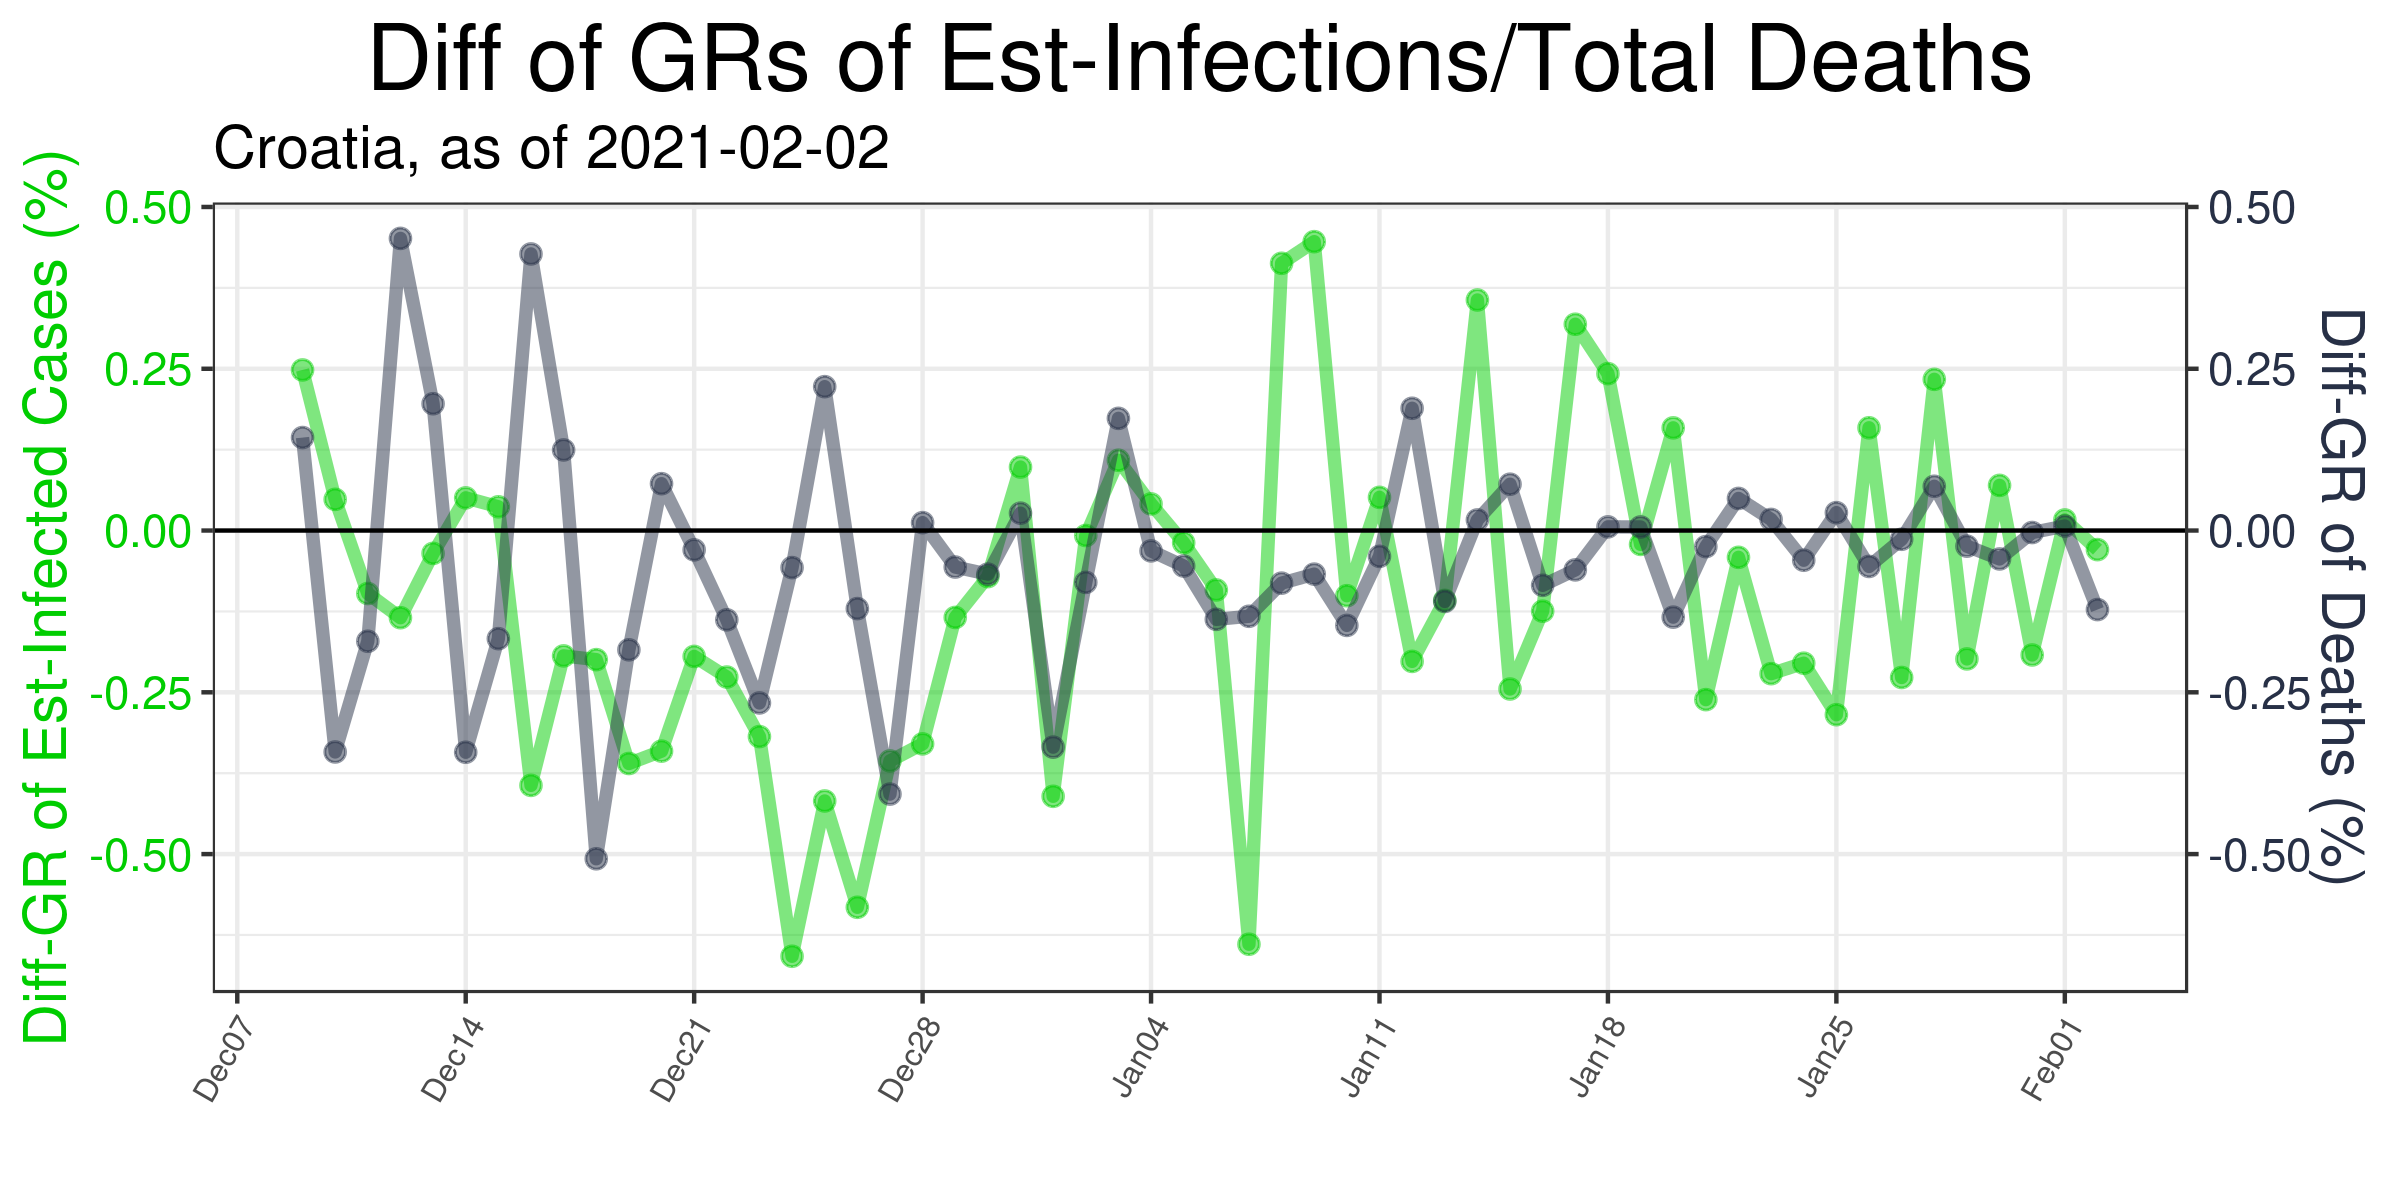 Diff of GRs of Est-Infections/Total Deaths
Croatia, as of 2021-02-02
Diff-GR of Est-Infected Cases (%)
0.50
0.25
0.00
-0.25
-0.50
0.50
0.25
0.00
-0.25
-0.50
Diff-GR of Deaths (%)
Dec07
Dec14
Dec21
Dec28
Jan04
Jan11
Jan18
Jan25
Feb01